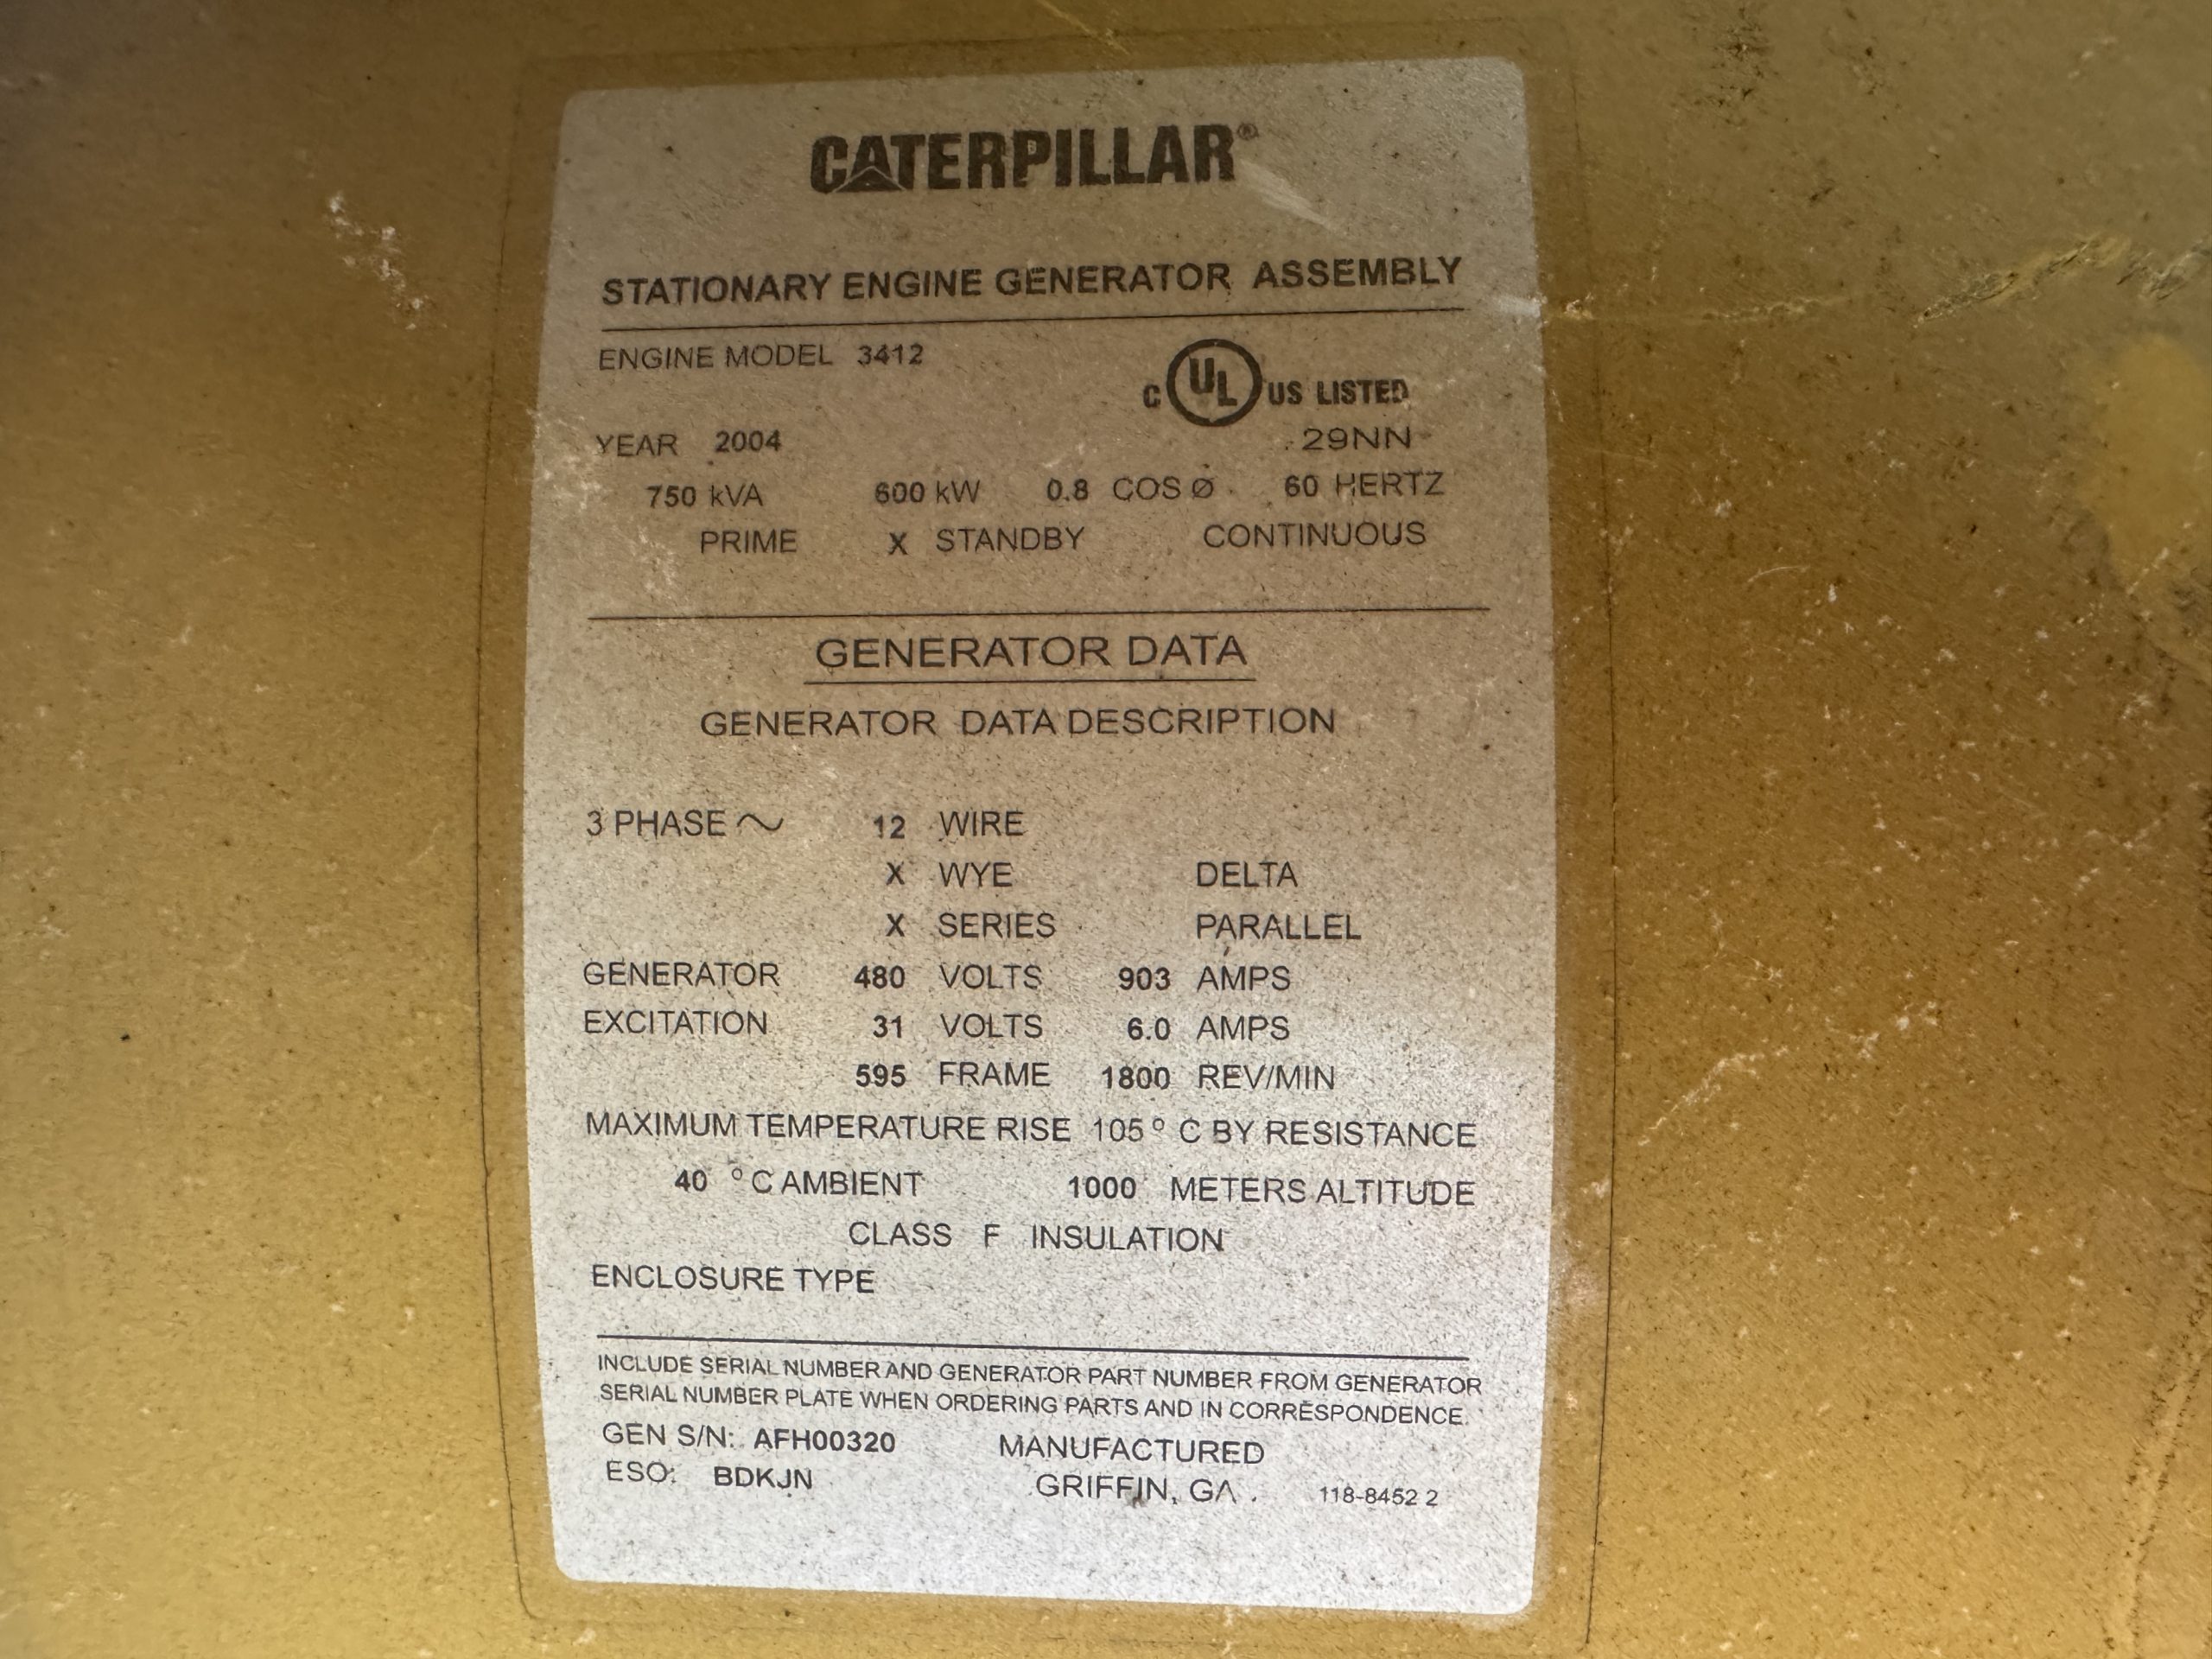 CATERPILLAR®
STATIONARY ENGINE GENERATOR ASSEMBLY
ENGINE MODEL 3412
C UL US LISTED
YEAR 2004 29NN
750 kVA 600 kW 0.8 COS Ø 60 HERTZ
PRIME X STANDBY CONTINUOUS
GENERATOR DATA
GENERATOR DATA DESCRIPTION
3 PHASE ~ 12 WIRE
X WYE DELTA
X SERIES PARALLEL
GENERATOR 480 VOLTS 903 AMPS
EXCITATION 31 VOLTS 6.0 AMPS
595 FRAME 1800 REV/MIN
MAXIMUM TEMPERATURE RISE 105° C BY RESISTANCE
40 °C AMBIENT 1000 METERS ALTITUDE
CLASS F INSULATION
ENCLOSURE TYPE
INCLUDE SERIAL NUMBER AND GENERATOR PART NUMBER FROM GENERATOR
SERIAL NUMBER PLATE WHEN ORDERING PARTS AND IN CORRESPONDENCE.
GEN S/N: AFH00320 MANUFACTURED
ESO: BDKJN GRIFFIN, GA . 118-8452 2